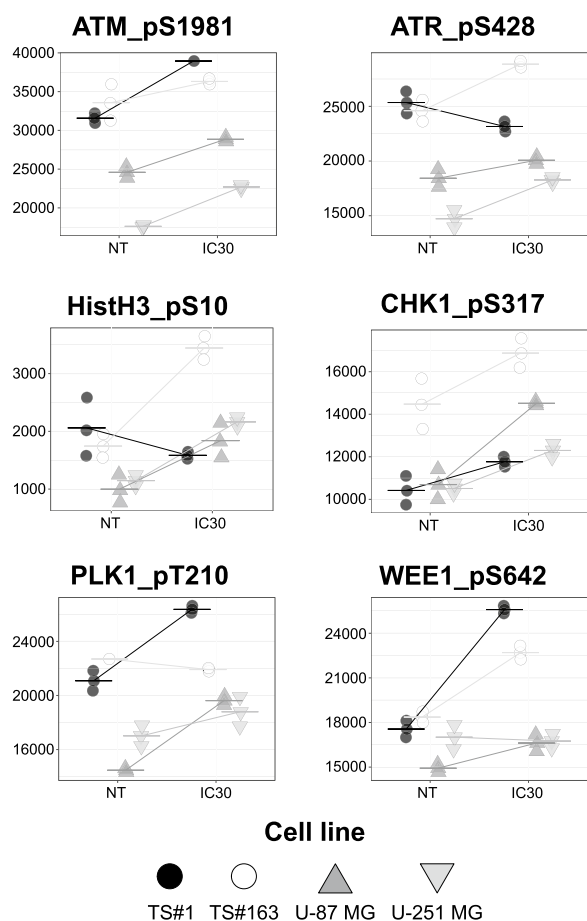 ATM_pS1981
ATR_pS428
40000
35000
30000
25000
20000
NT IC30
25000
20000
15000
NT IC30
HistH3_pS10
CHK1_pS317
3000
2000
1000
NT IC30
16000
14000
12000
10000
NT IC30
PLK1_pT210
WEE1_pS642
24000
20000
16000
NT IC30
24000
21000
18000
15000
NT IC30
Cell line
TS#1 TS#163 U-87 MG U-251 MG